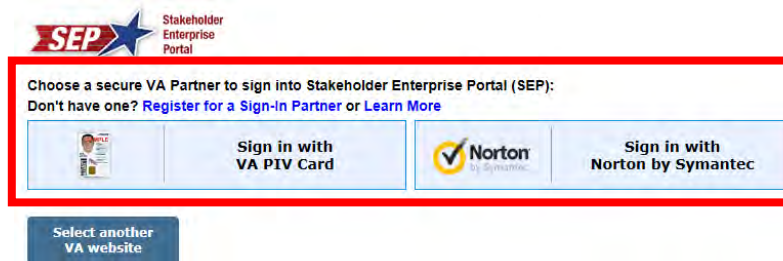 SEP
Stakeholder
Enterprise
Portal
Choose a secure VA Partner to sign into Stakeholder Enterprise Portal (SEP):
Don't have one? Register for a Sign-In Partner or Learn More
Sign in with
VA PIV Card
Norton
by Symantec
Sign in with
Norton by Symantec
Select another
VA website